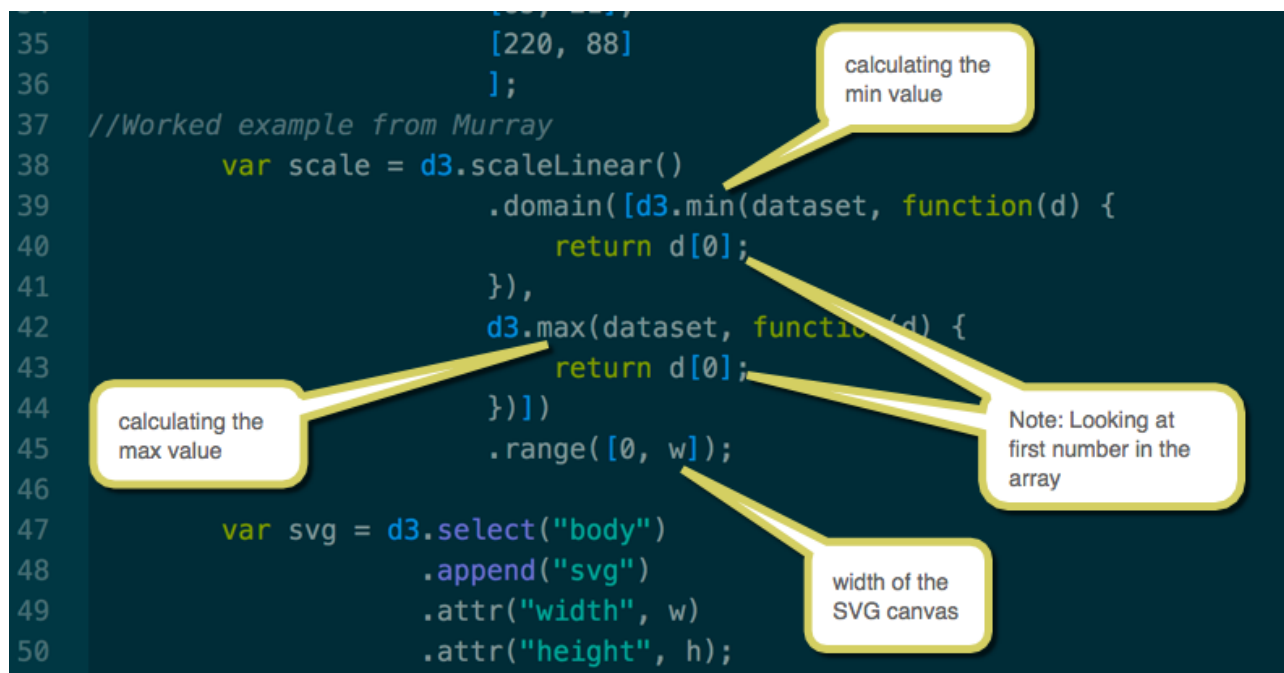 35 [220, 88]
36 ];
37 //Worked example from Murray
38 var scale = d3.scaleLinear()
39 .domain([d3.min(dataset, function(d) {
40 return d[0];
41 }),
42 d3.max(dataset, function(d) {
43 return d[0];
44 })])
45 .range([0, w]);
46
47 var svg = d3.select("body")
48 .append("svg")
49 .attr("width", w)
50 .attr("height", h);
calculating the
min value
calculating the
max value
Note: Looking at
first number in the
array
width of the
SVG canvas